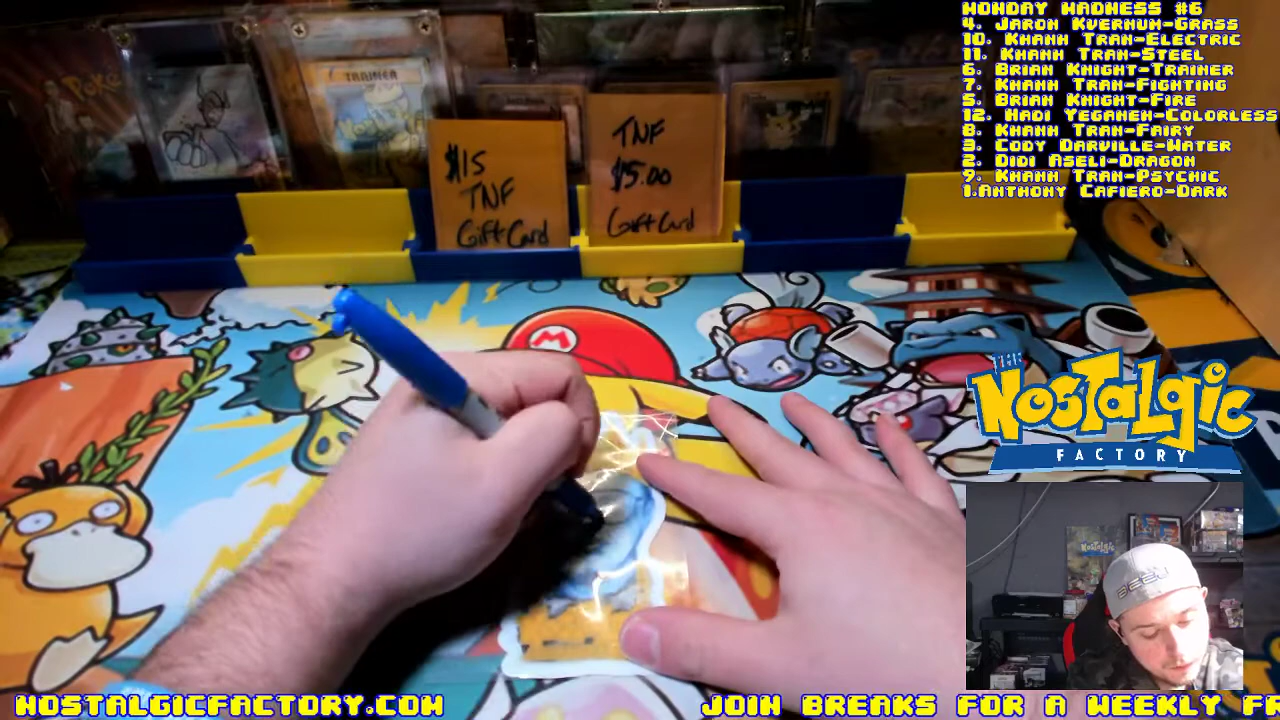 MONDAY MADNESS #6
4. JARON KVERNUM-GRASS
10. KHANH TRAN-ELECTRIC
11. KHANH TRAN-STEEL
6. BRIAN KNIGHT-TRAINER
7. KHANH TRAN-FIGHTING
5. BRIAN KNIGHT-FIRE
12. HADI YEGANEH-COLORLESS
8. KHANH TRAN-FAIRY
3. CODY DARVILLE-WATER
2. DIDI ASELI-DRAGON
9. KHANH TRAN-PSYCHIC
1.ANTHONY CAFIERO-DARK
TRAINER
$15
TNF
Gift Card
TNF
$5.00
Gift Card
M
THE
NOSTALGIC
FACTORY
NOSTALGICFACTORY.COM
JOIN BREAKS FOR A WEEKLY FR